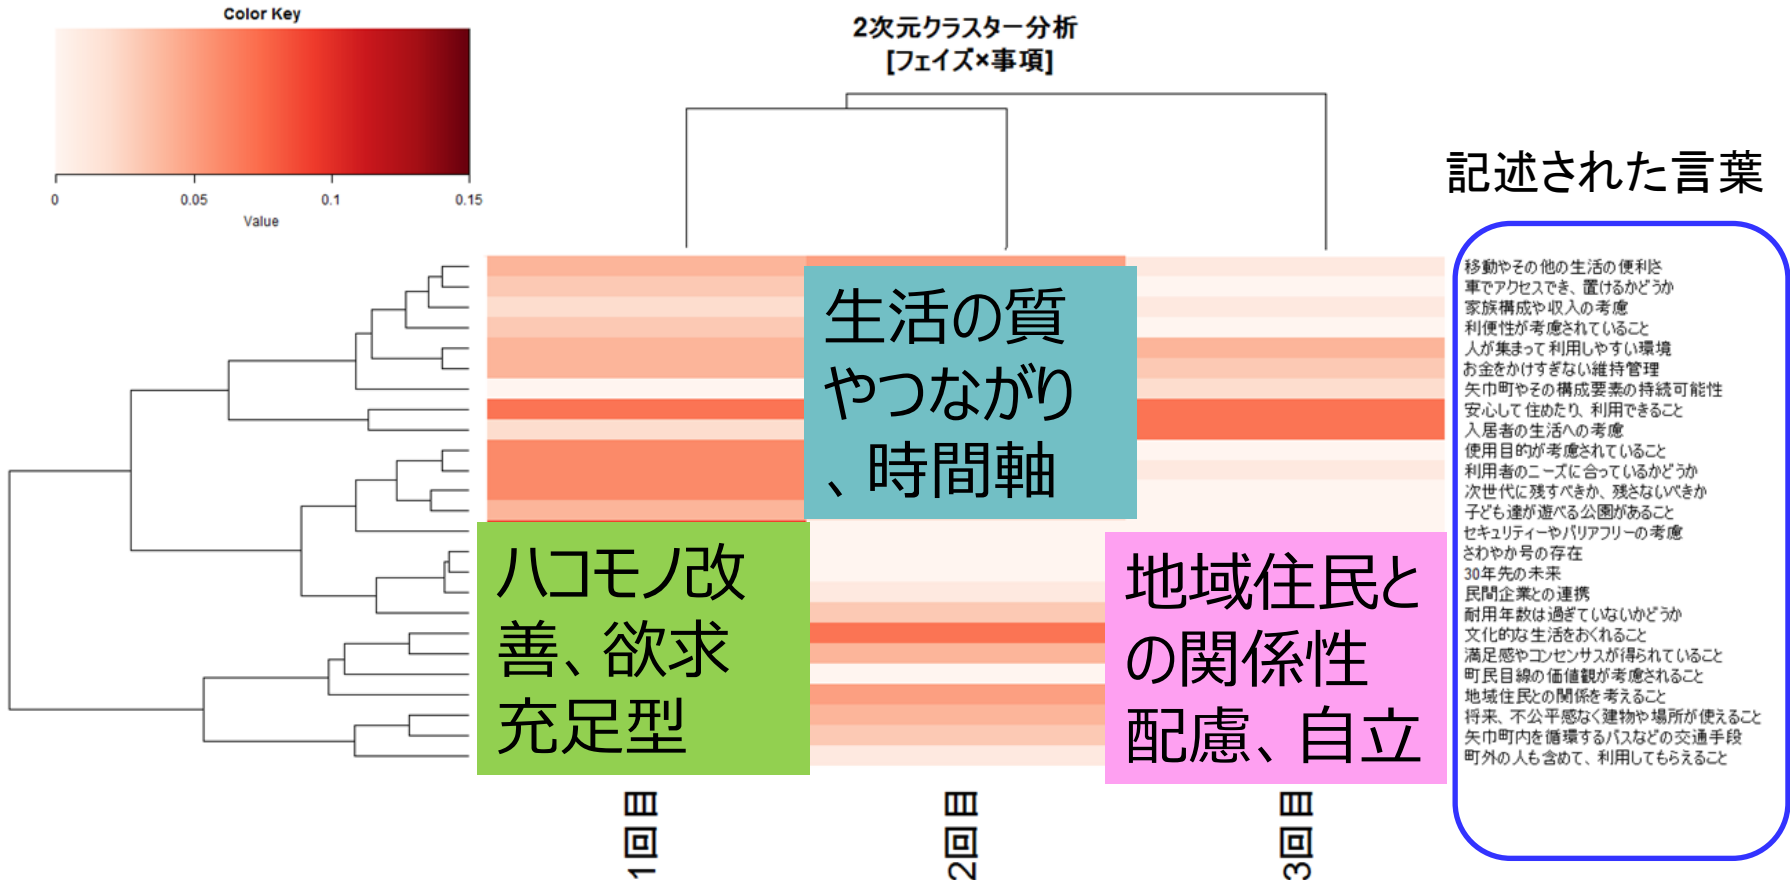 Color Key
0
0.05
0.1
0.15
Value
2次元クラスター分析
[フェイズ×事項]
記述された言葉
生活の質
やつながり
、時間軸
ハコモノ改
善、欲求
充足型
地域住民と
の関係性
配慮、自立
移動やその他の生活の便利さ
車でアクセスでき、置けるかどうか
家族構成や収入の考慮
利便性が考慮されていること
人が集まって利用しやすい環境
お金をかけすぎない維持管理
矢巾町やその構成要素の持続可能性
安心して住めたり、利用できること
入居者の生活への考慮
使用目的が考慮されていること
利用者のニーズに合っているかどうか
次世代に残すべきか、残さないべきか
子ども達が遊べる公園があること
セキュリティーやバリアフリーの考慮
さわやか号の存在
30年先の未来
民間企業との連携
耐用年数は過ぎていないかどうか
文化的な生活をおくれること
満足感やコンセンサスが得られていること
町民目線の価値観が考慮されること
地域住民との関係を考えること
将来、不公平感なく建物や場所が使えること
矢巾町内を循環するバスなどの交通手段
町外の人も含めて、利用してもらえること
1回目
2回目
3回目